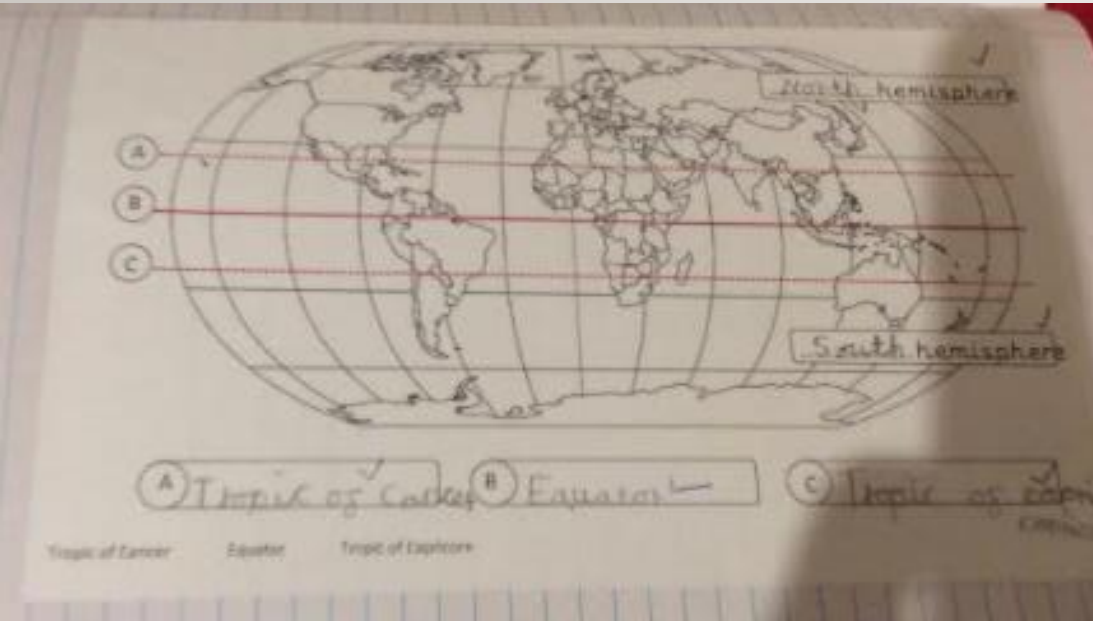 North hemisphere
A
B
C
South hemisphere
A Tropic of Cancer B Equator C Tropic of
Tropic of Cancer Equator Tropic of Capricorn